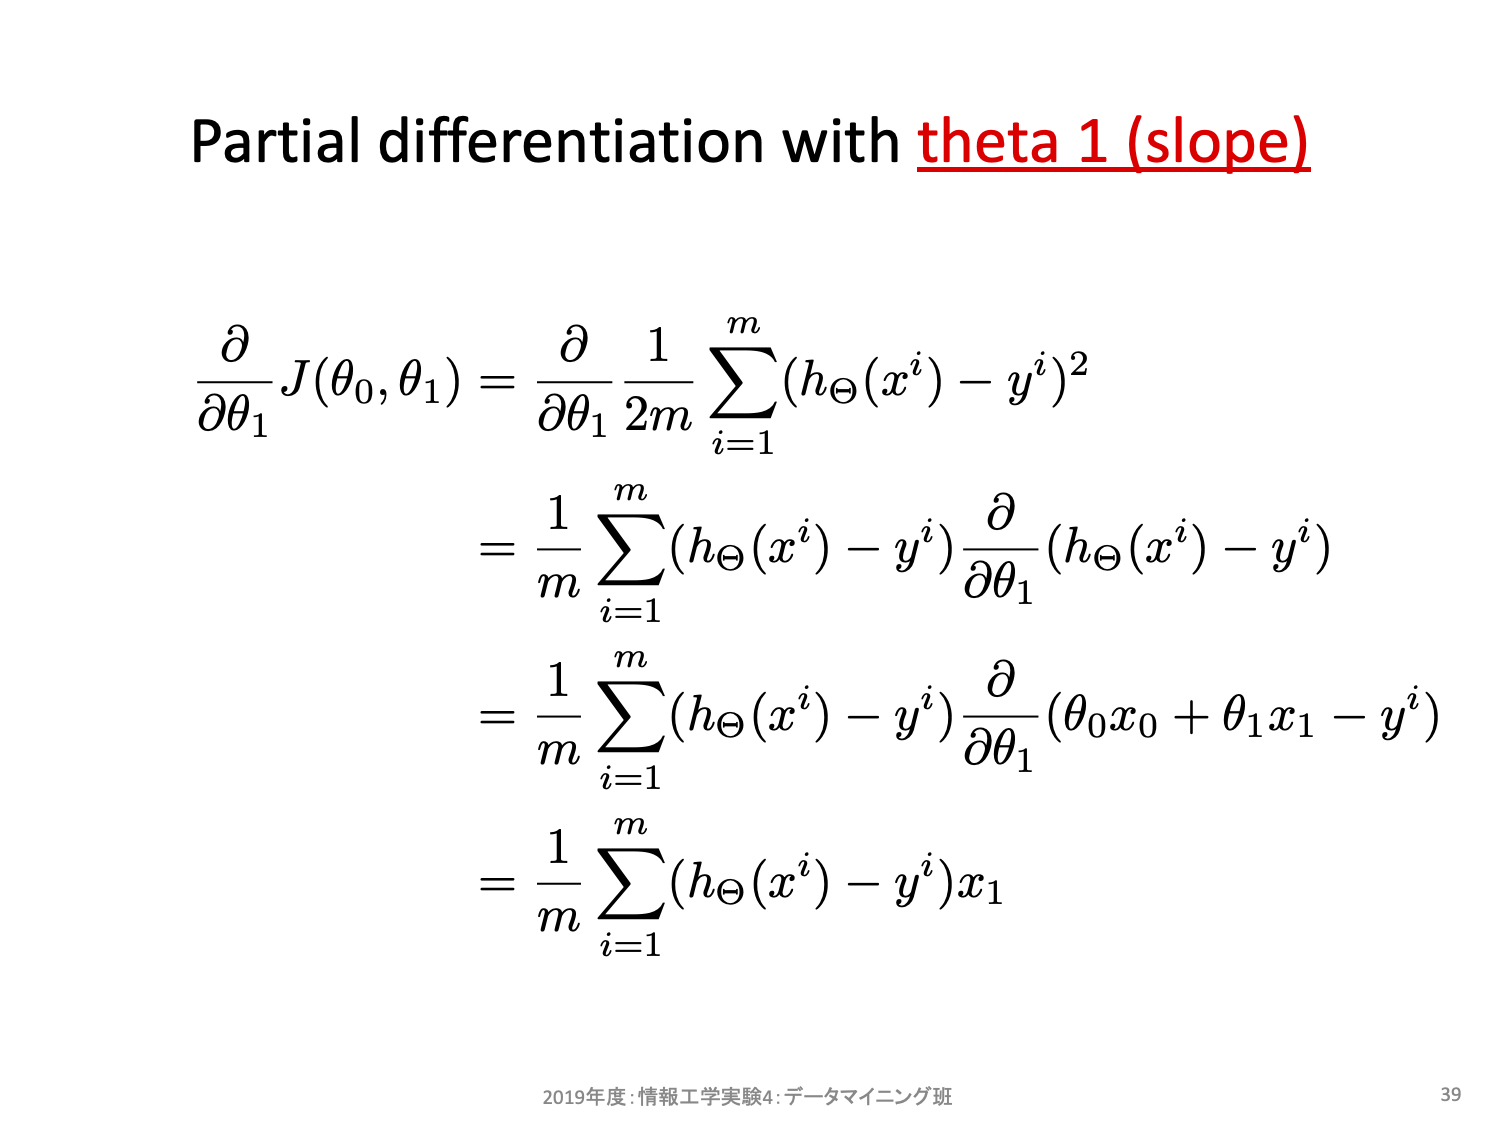 Partial differentiation with theta 1 (slope)
$\frac{\partial}{\partial\theta_1}J(\theta_0,\theta_1) = \frac{\partial}{\partial\theta_1}\frac{1}{2m}\sum_{i=1}^{m}(h_\Theta(x^i)-y^i)^2$
$= \frac{1}{m}\sum_{i=1}^{m}(h_\Theta(x^i)-y^i)\frac{\partial}{\partial\theta_1}(h_\Theta(x^i)-y^i)$
$= \frac{1}{m}\sum_{i=1}^{m}(h_\Theta(x^i)-y^i)\frac{\partial}{\partial\theta_1}(\theta_0x_0+\theta_1x_1-y^i)$
$= \frac{1}{m}\sum_{i=1}^{m}(h_\Theta(x^i)-y^i)x_1$
2019年度：情報工学実験4：データマイニング班
39